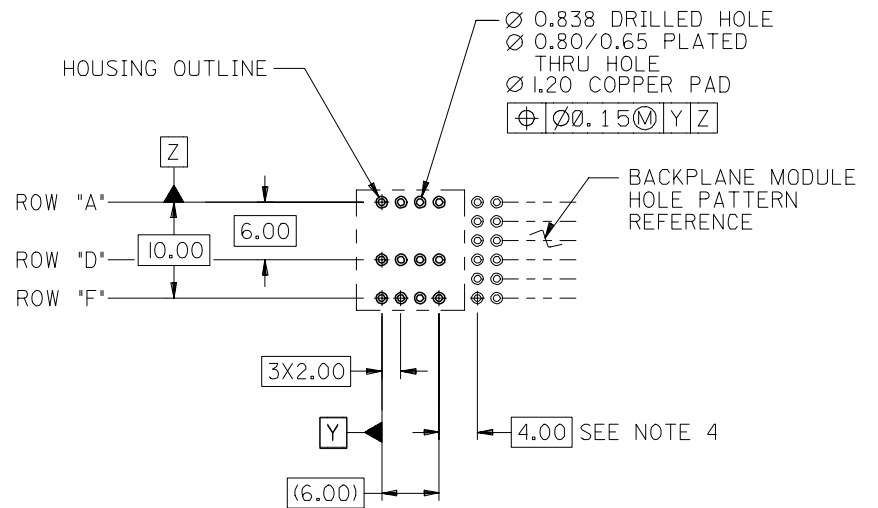 Ø 0.838 DRILLED HOLE
Ø 0.80/0.65 PLATED
THRU HOLE
Ø 1.20 COPPER PAD
⌖ Ø0.15Ⓜ Y Z
HOUSING OUTLINE
Z
BACKPLANE MODULE
HOLE PATTERN
REFERENCE
ROW "A"
6.00
10.00
ROW "D"
ROW "F"
3X2.00
Y
4.00 SEE NOTE 4
(6.00)